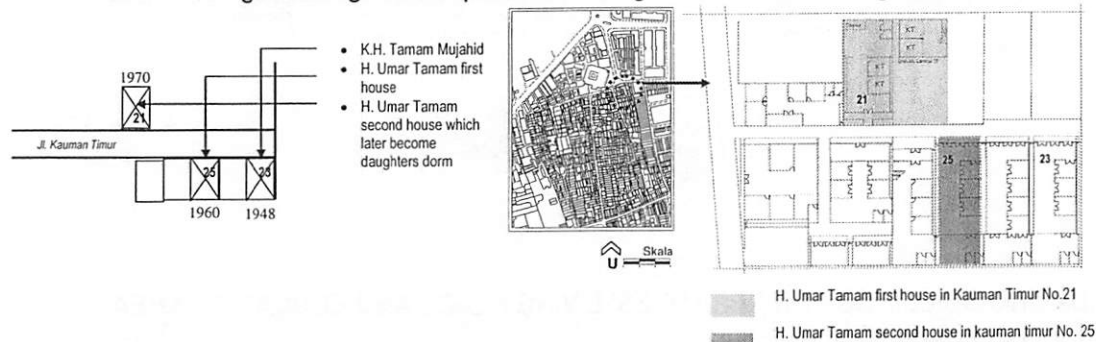 1970
21
Jl. Kauman Timur
25
23
1960
1948
• K.H. Tamam Mujahid
• H. Umar Tamam first
house
• H. Umar Tamam
second house which
later become
daughters dorm
U
Skala
KT
KT
KT
KT
21
25
23
H. Umar Tamam first house in Kauman Timur No.21
H. Umar Tamam second house in kauman timur No. 25